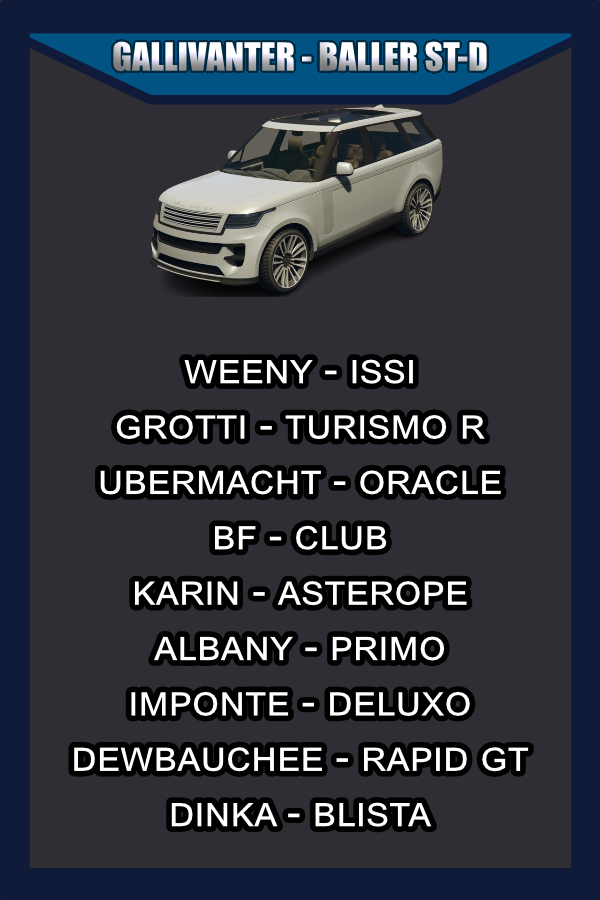 GALLIVANTER - BALLER ST-D
WEENY - ISSI
GROTTI - TURISMO R
UBERMACHT - ORACLE
BF - CLUB
KARIN - ASTEROPE
ALBANY - PRIMO
IMPONTE - DELUXO
DEWBAUCHEE - RAPID GT
DINKA - BLISTA